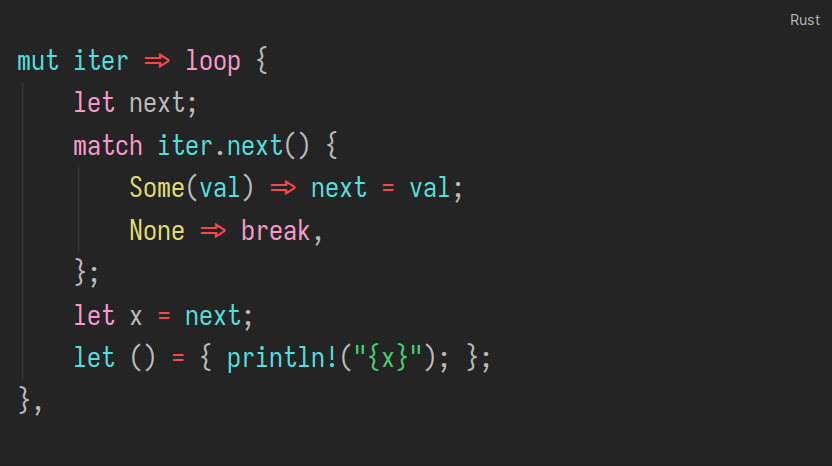 Rust
mut iter => loop {
    let next;
    match iter.next() {
        Some(val) => next = val;
        None => break,
    };
    let x = next;
    let () = { println!("{x}"); };
},